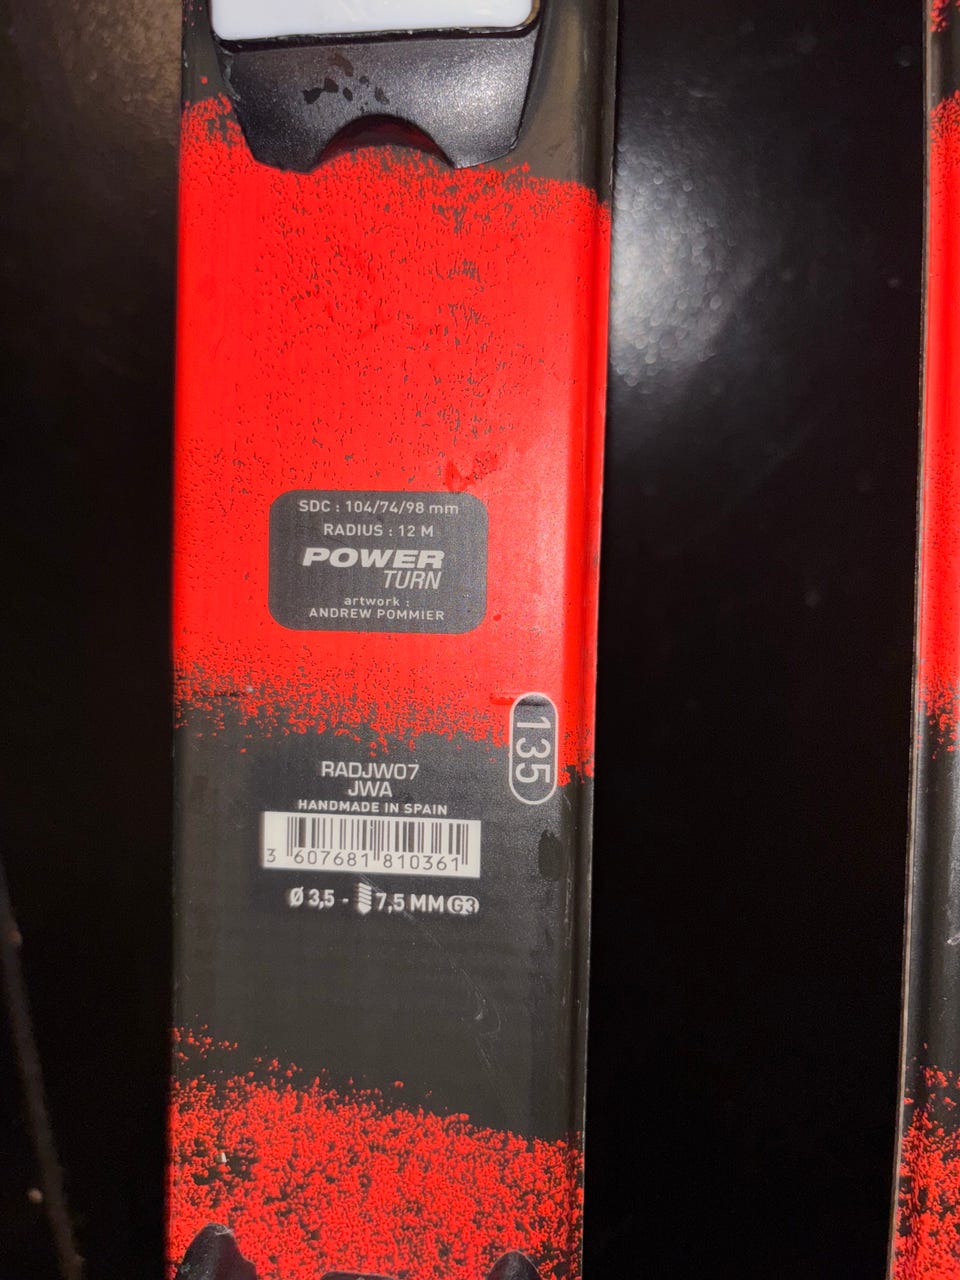 SDC : 104/74/98 mm
RADIUS : 12 M
POWER
TURN
artwork :
ANDREW POMMIER
135
RADJW07
JWA
HANDMADE IN SPAIN
3 607681 810361
Ø 3,5 - 7,5 MM G3